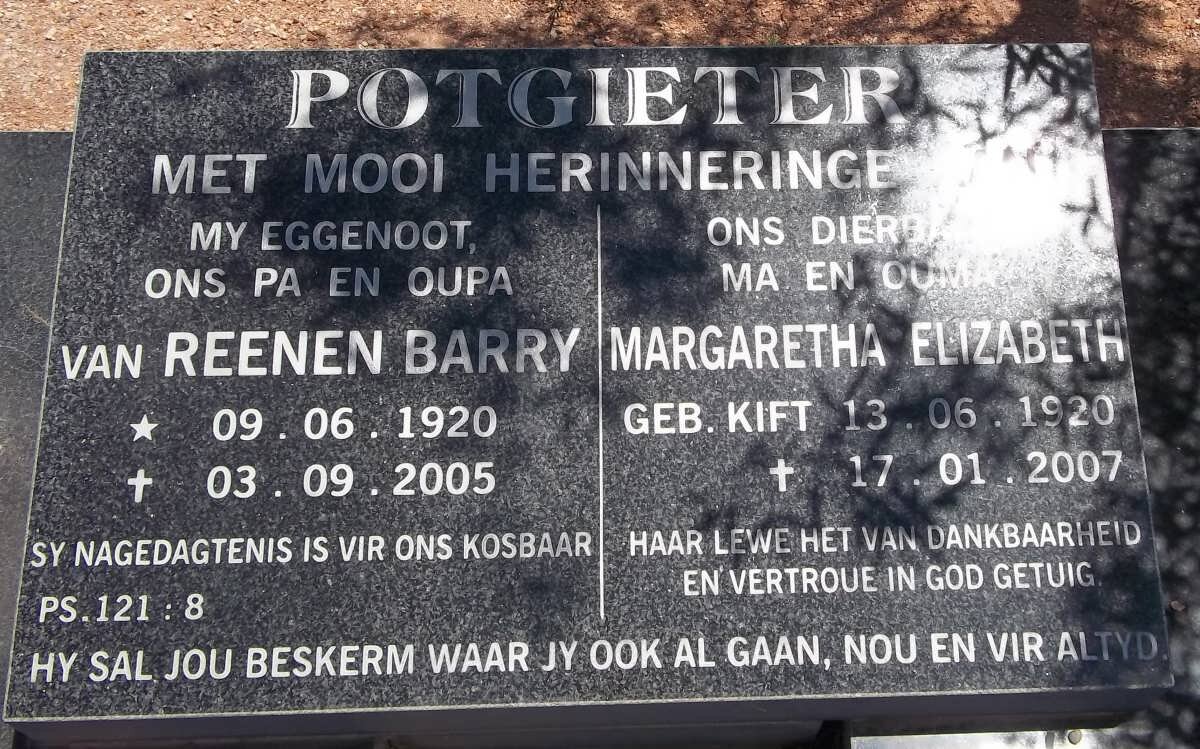 POTGIETER
MET MOOI HERINNERINGE
MY EGGENOOT,
ONS PA EN OUPA
VAN REENEN BARRY
★ 09 . 06 . 1920
✝ 03 . 09 . 2005
SY NAGEDAGTENIS IS VIR ONS KOSBAAR
PS. 121 : 8
ONS
MA EN OUMA
MARGARETHA ELIZABETH
GEB. KIFT 13 . 06 . 1920
✝ 17 . 01 . 2007
HAAR LEWE HET VAN DANKBAARHEID
EN VERTROUE IN GOD GETUIG.
HY SAL JOU BESKERM WAAR JY OOK AL GAAN, NOU EN VIR ALTYD.